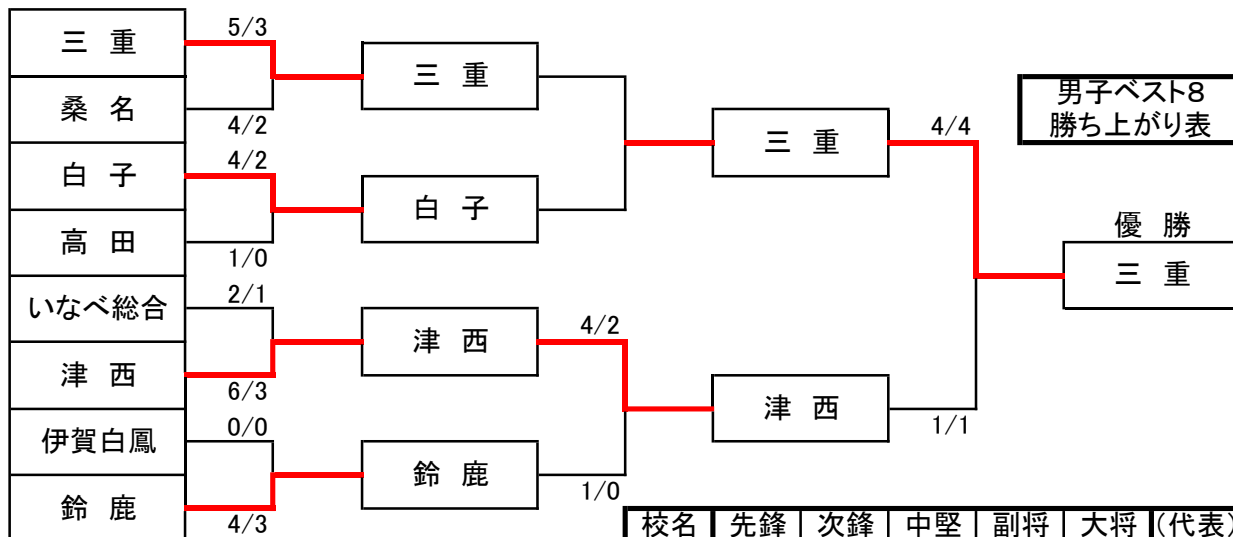 三 重
桑 名
白 子
高 田
いなべ総合
津 西
伊賀白鳳
鈴 鹿
5/3
4/2
4/2
1/0
2/1
6/3
0/0
4/3
三 重
白 子
津 西
鈴 鹿
4/2
1/0
三 重
津 西
4/4
1/1
男子ベスト8
勝ち上がり表
優 勝
三 重
校名 先鋒 次鋒 中堅 副将 大将 (代表)